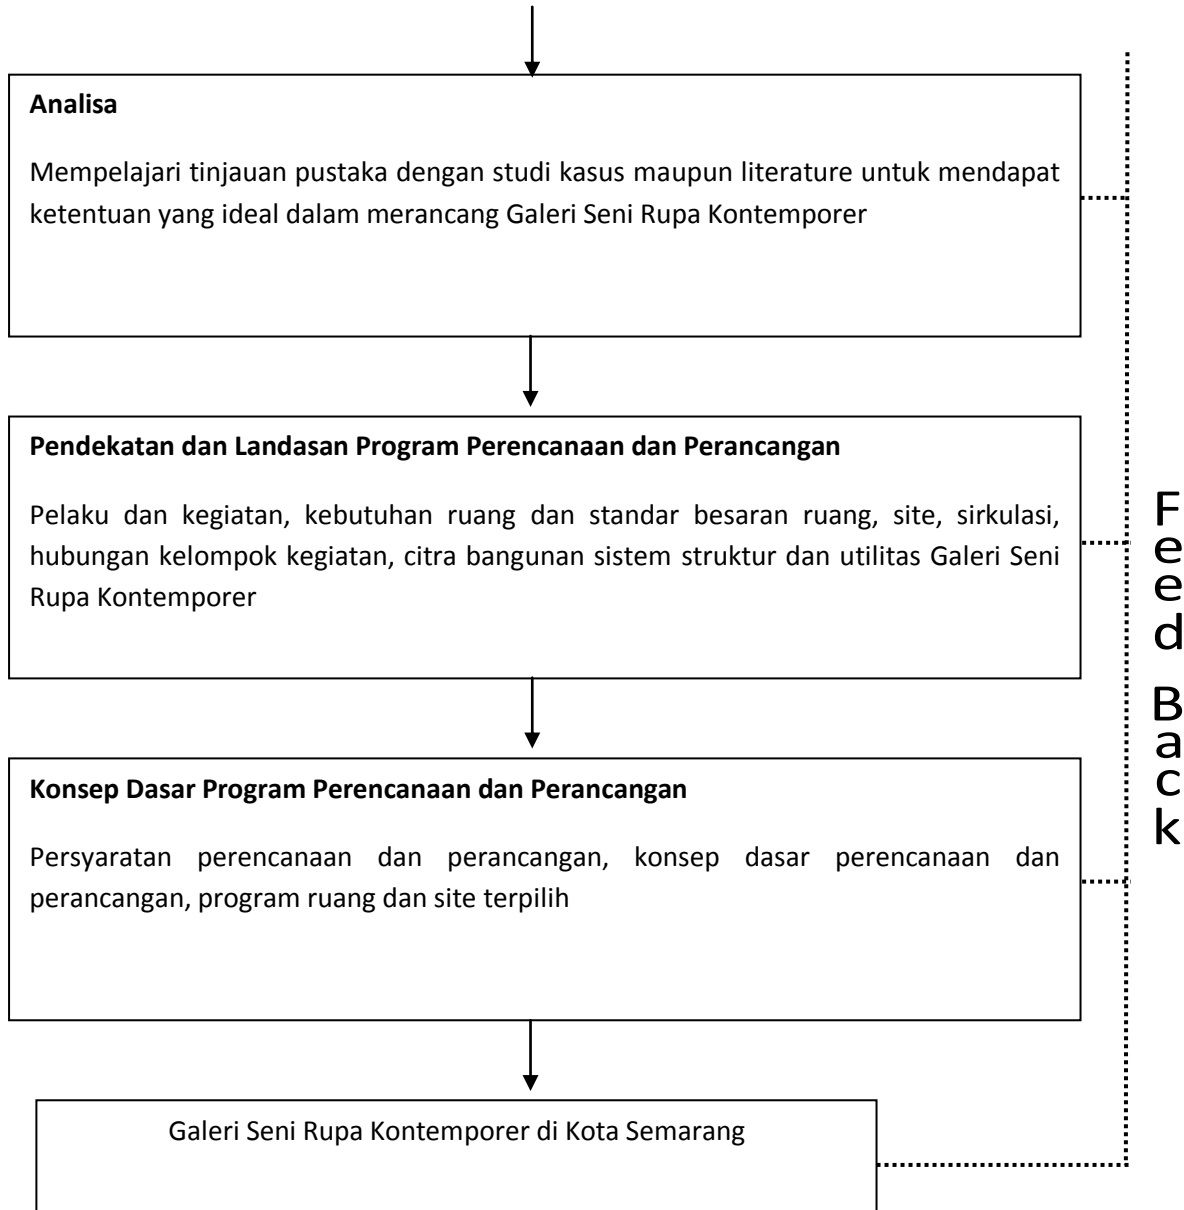 Analisa
Mempelajari tinjauan pustaka dengan studi kasus maupun literature untuk mendapat
ketentuan yang ideal dalam merancang Galeri Seni Rupa Kontemporer
Pendekatan dan Landasan Program Perencanaan dan Perancangan
Pelaku dan kegiatan, kebutuhan ruang dan standar besaran ruang, site, sirkulasi,
hubungan kelompok kegiatan, citra bangunan sistem struktur dan utilitas Galeri Seni
Rupa Kontemporer
Konsep Dasar Program Perencanaan dan Perancangan
Persyaratan perencanaan dan perancangan, konsep dasar perencanaan dan
perancangan, program ruang dan site terpilih
Galeri Seni Rupa Kontemporer di Kota Semarang
Feed Back